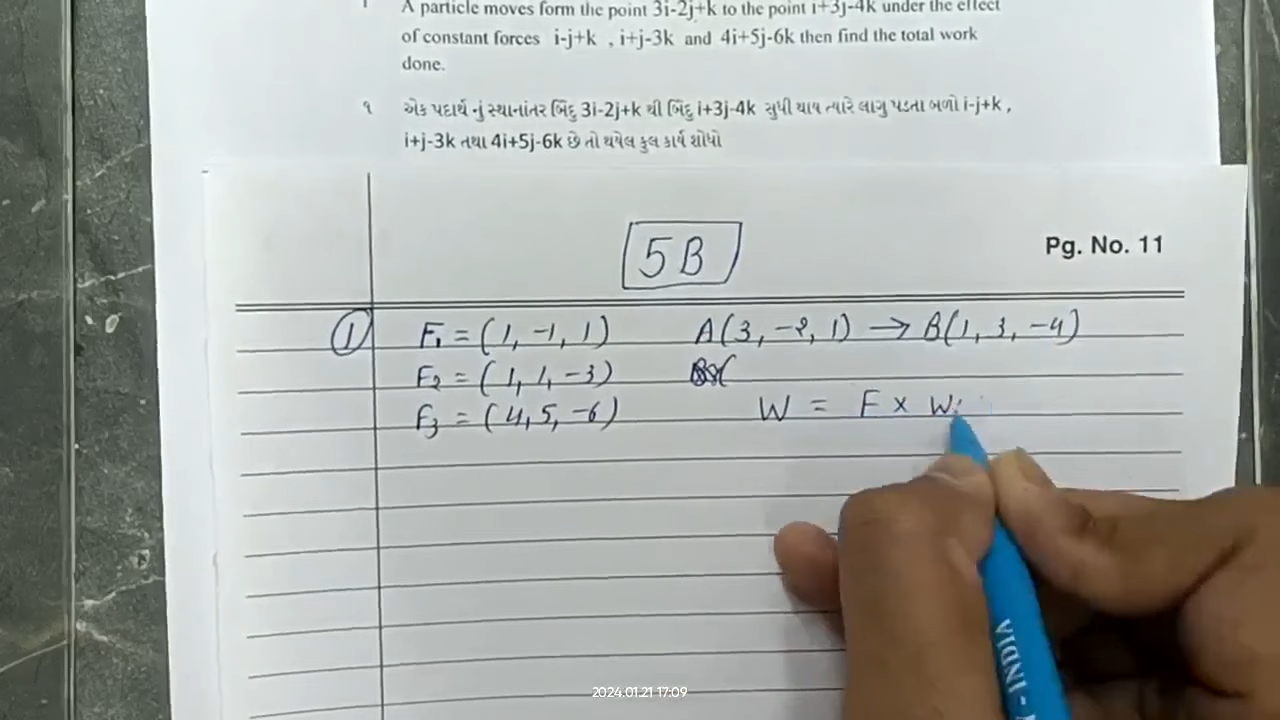 A particle moves form the point 3i-2j+k to the point i+3j-4k under the effect
of constant forces i-j+k , i+j-3k and 4i+5j-6k then find the total work
done.
૧ એક પદાર્થ નું સ્થાનાંતર બિંદુ 3i-2j+k થી બિંદુ i+3j-4k સુધી થાય ત્યારે લાગુ પડતા બળો i-j+k ,
i+j-3k તથા 4i+5j-6k છે તો થયેલ કુલ કાર્ય શોધો
5B
Pg. No. 11
① F₁ = (1, -1, 1) A(3, -2, 1) → B(1, 3, -4)
F₂ = (1, 1, -3)
F₃ = (4, 5, -6) W = F × W
INDIA
2024.01.21 17:09